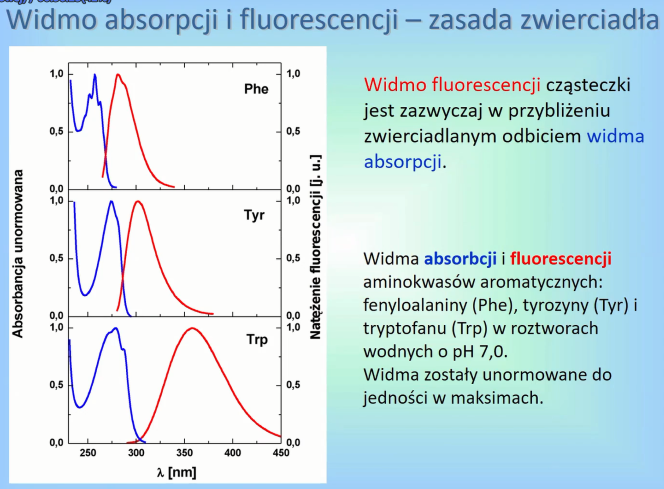 Widmo absorpcji i fluorescencji – zasada zwierciadła
Absorbancja unormowana
1,0
0,5
0,0
Phe
1,0
0,5
0,0
1,0
0,5
0,0
Tyr
1,0
0,5
0,0
1,0
0,5
0,0
Trp
1,0
0,5
0,0
250 300 350 400 450
λ [nm]
Natężenie fluorescencji [j. u.]
Widmo fluorescencji cząsteczki
jest zazwyczaj w przybliżeniu
zwierciadlanym odbiciem widma
absorpcji.
Widma absorbcji i fluorescencji
aminokwasów aromatycznych:
fenyloalaniny (Phe), tyrozyny (Tyr) i
tryptofanu (Trp) w roztworach
wodnych o pH 7,0.
Widma zostały unormowane do
jedności w maksimach.